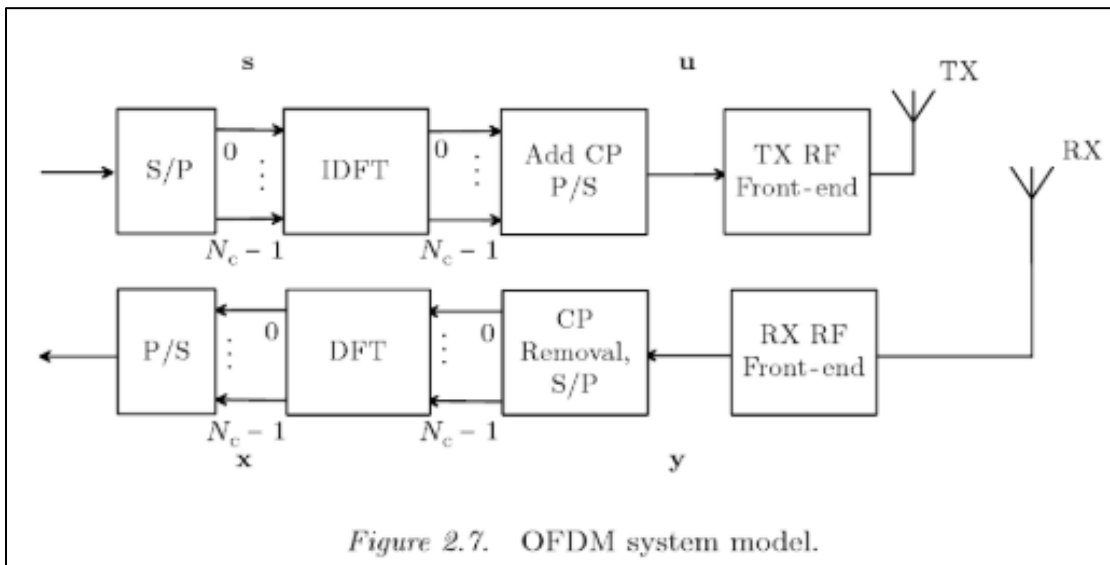 s
u
TX
S/P
0
⋮
N_c − 1
IDFT
0
⋮
N_c − 1
Add CP
P/S
TX RF
Front-end
RX
P/S
0
⋮
N_c − 1
DFT
0
⋮
N_c − 1
CP
Removal,
S/P
RX RF
Front-end
x
y
Figure 2.7. OFDM system model.